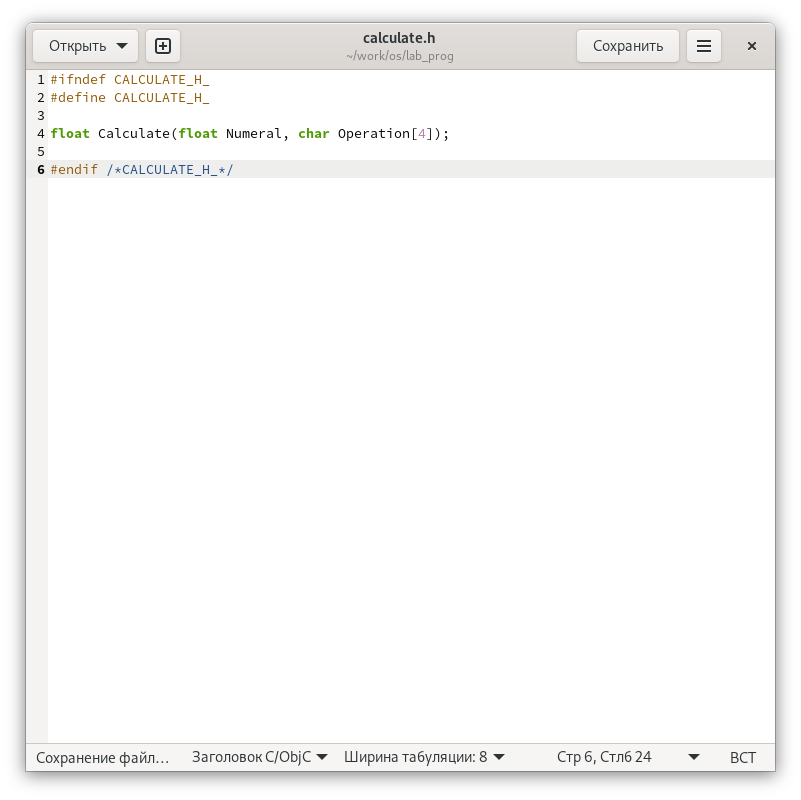 Открыть
calculate.h
~/work/os/lab_prog
Сохранить
1 #ifndef CALCULATE_H_
2 #define CALCULATE_H_
3
4 float Calculate(float Numeral, char Operation[4]);
5
6 #endif /*CALCULATE_H_*/
Сохранение файл… Заголовок C/ObjC Ширина табуляции: 8 Стр 6, Стлб 24 ВСТ